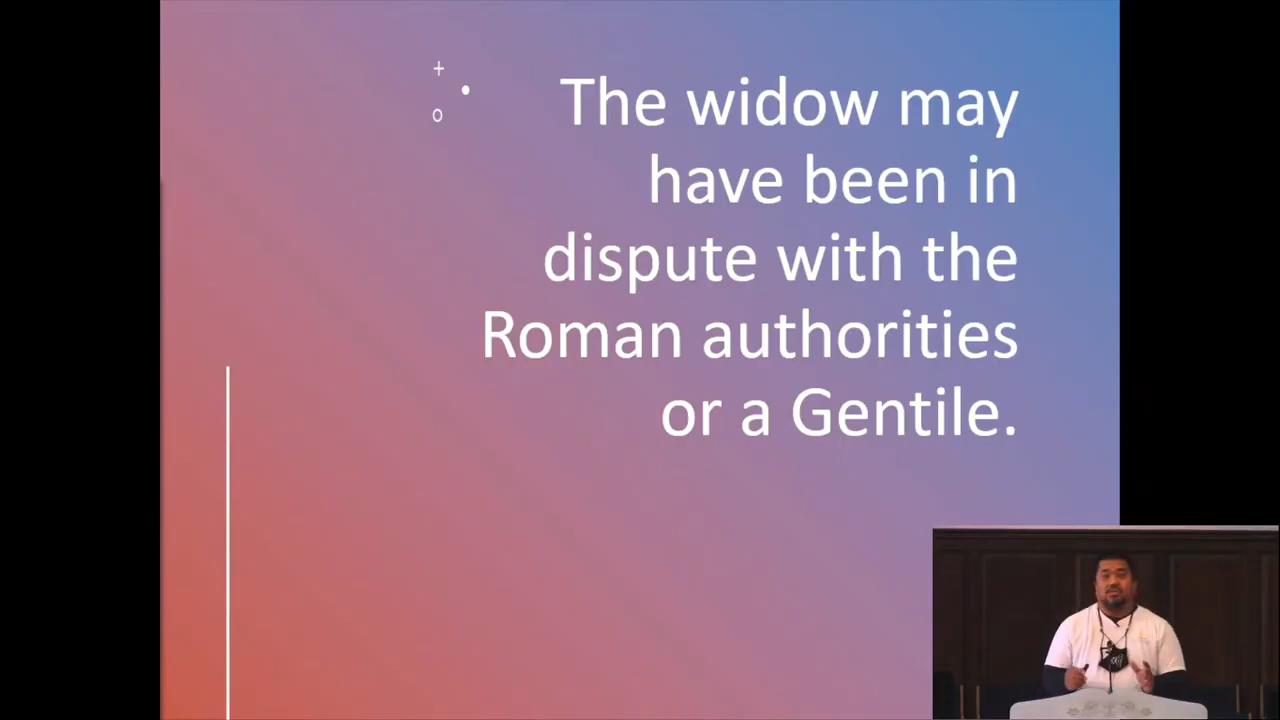 The widow may
have been in
dispute with the
Roman authorities
or a Gentile.